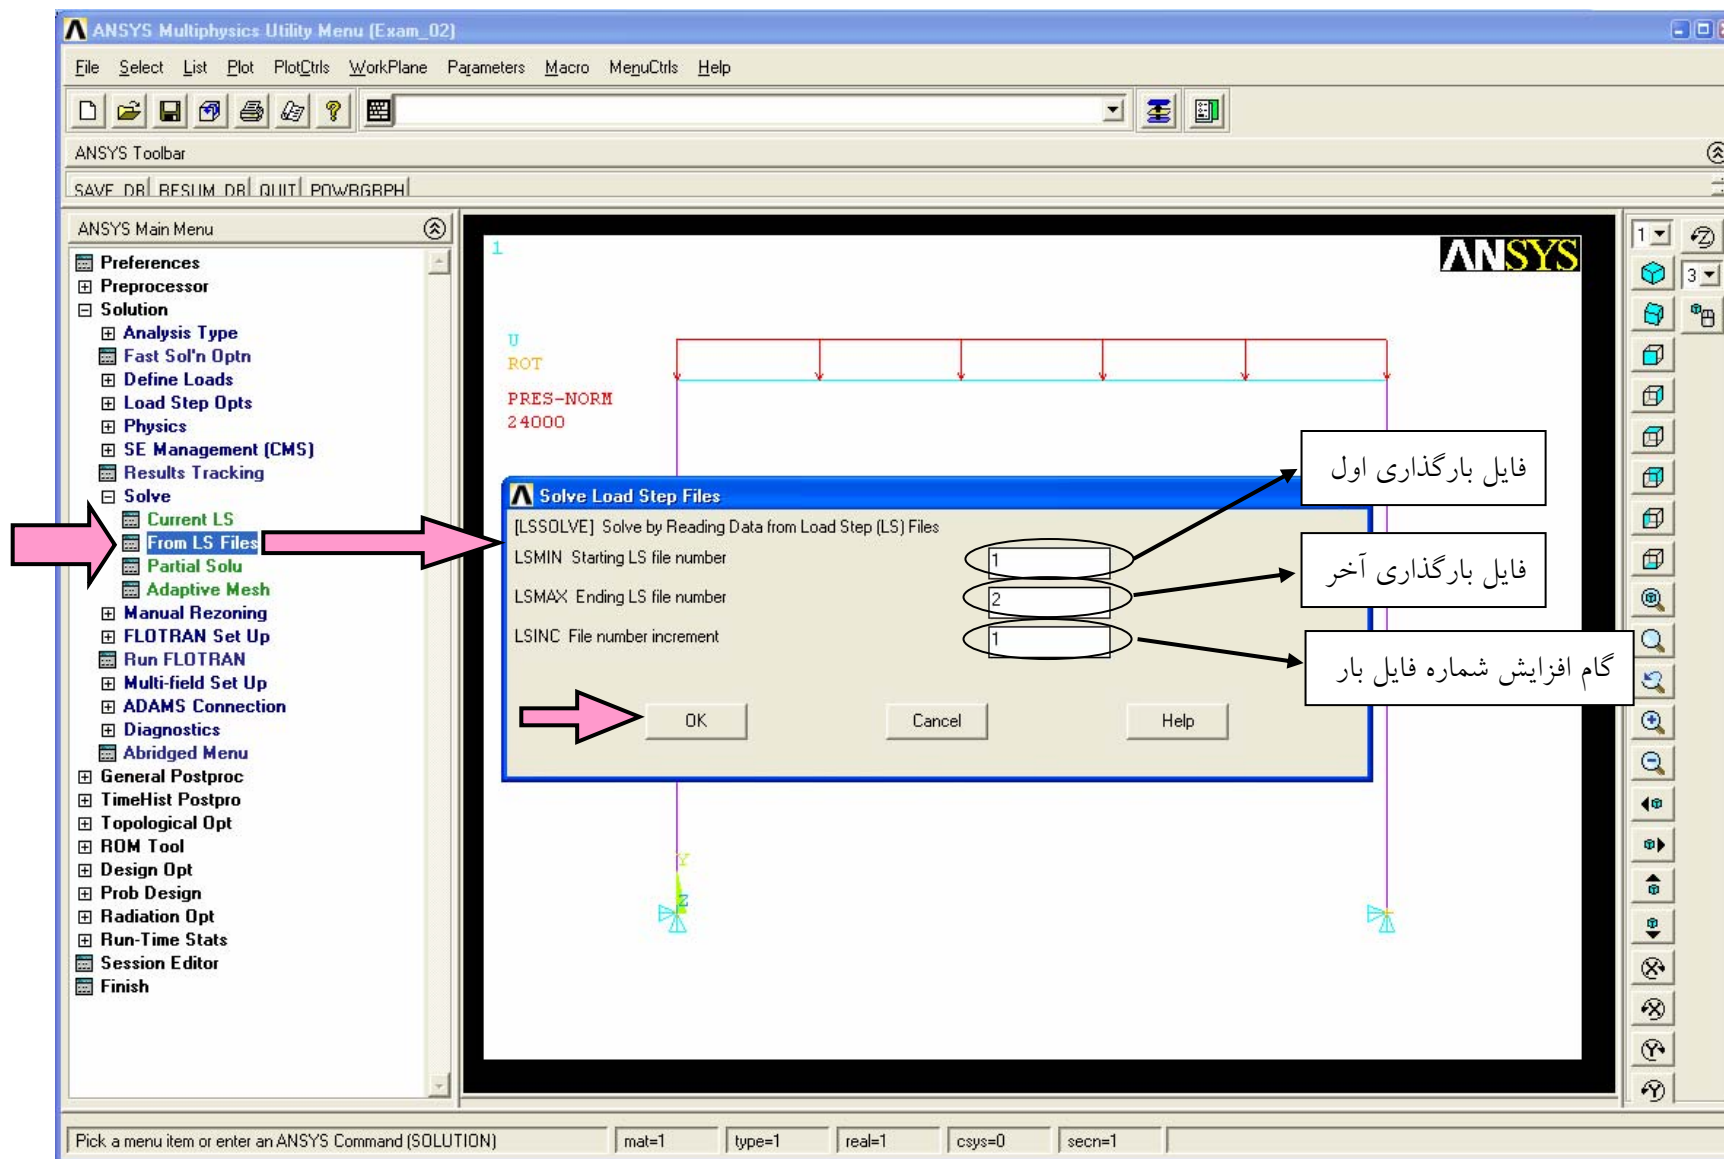 ANSYS Multiphysics Utility Menu (Exam_02)
File Select List Plot PlotCtrls WorkPlane Parameters Macro MenuCtrls Help
ANSYS Toolbar
SAVE_DB RESUM_DB QUIT POWRGRPH
ANSYS Main Menu
Preferences
Preprocessor
Solution
Analysis Type
Fast Sol'n Optn
Define Loads
Load Step Opts
Physics
SE Management (CMS)
Results Tracking
Solve
Current LS
From LS Files
Partial Solu
Adaptive Mesh
Manual Rezoning
FLOTRAN Set Up
Run FLOTRAN
Multi-field Set Up
ADAMS Connection
Diagnostics
Abridged Menu
General Postproc
TimeHist Postpro
Topological Opt
ROM Tool
Design Opt
Prob Design
Radiation Opt
Run-Time Stats
Session Editor
Finish
1
ANSYS
U
ROT
PRES-NORM
24000
Solve Load Step Files
[LSSOLVE] Solve by Reading Data from Load Step (LS) Files
LSMIN Starting LS file number 1
LSMAX Ending LS file number 2
LSINC File number increment 1
OK Cancel Help
فایل بارگذاری اول
فایل بارگذاری آخر
گام افزایش شماره فایل بار
Y
Z
1
3
Pick a menu item or enter an ANSYS Command (SOLUTION) mat=1 type=1 real=1 csys=0 secn=1